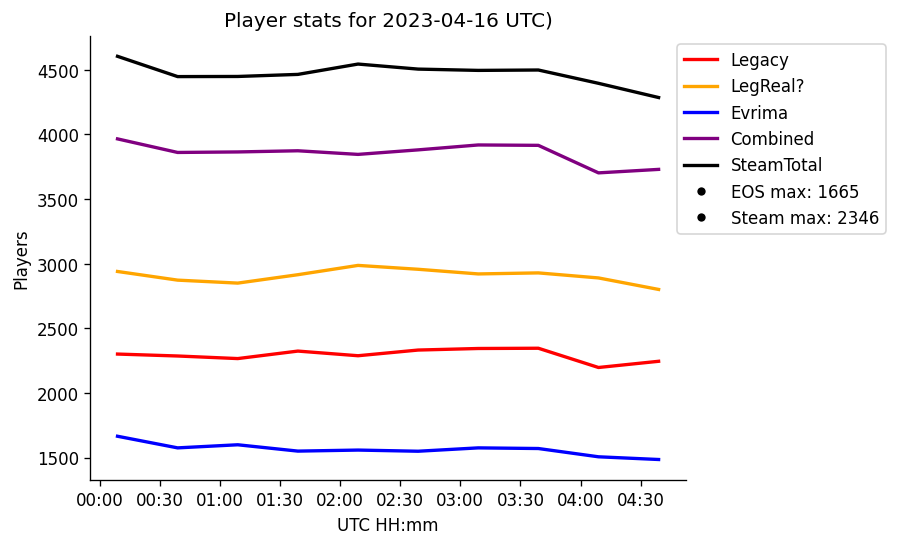 Player stats for 2023-04-16 UTC)
Legacy
LegReal?
Evrima
Combined
SteamTotal
EOS max: 1665
Steam max: 2346
Players
4500
4000
3500
3000
2500
2000
1500
00:00 00:30 01:00 01:30 02:00 02:30 03:00 03:30 04:00 04:30
UTC HH:mm